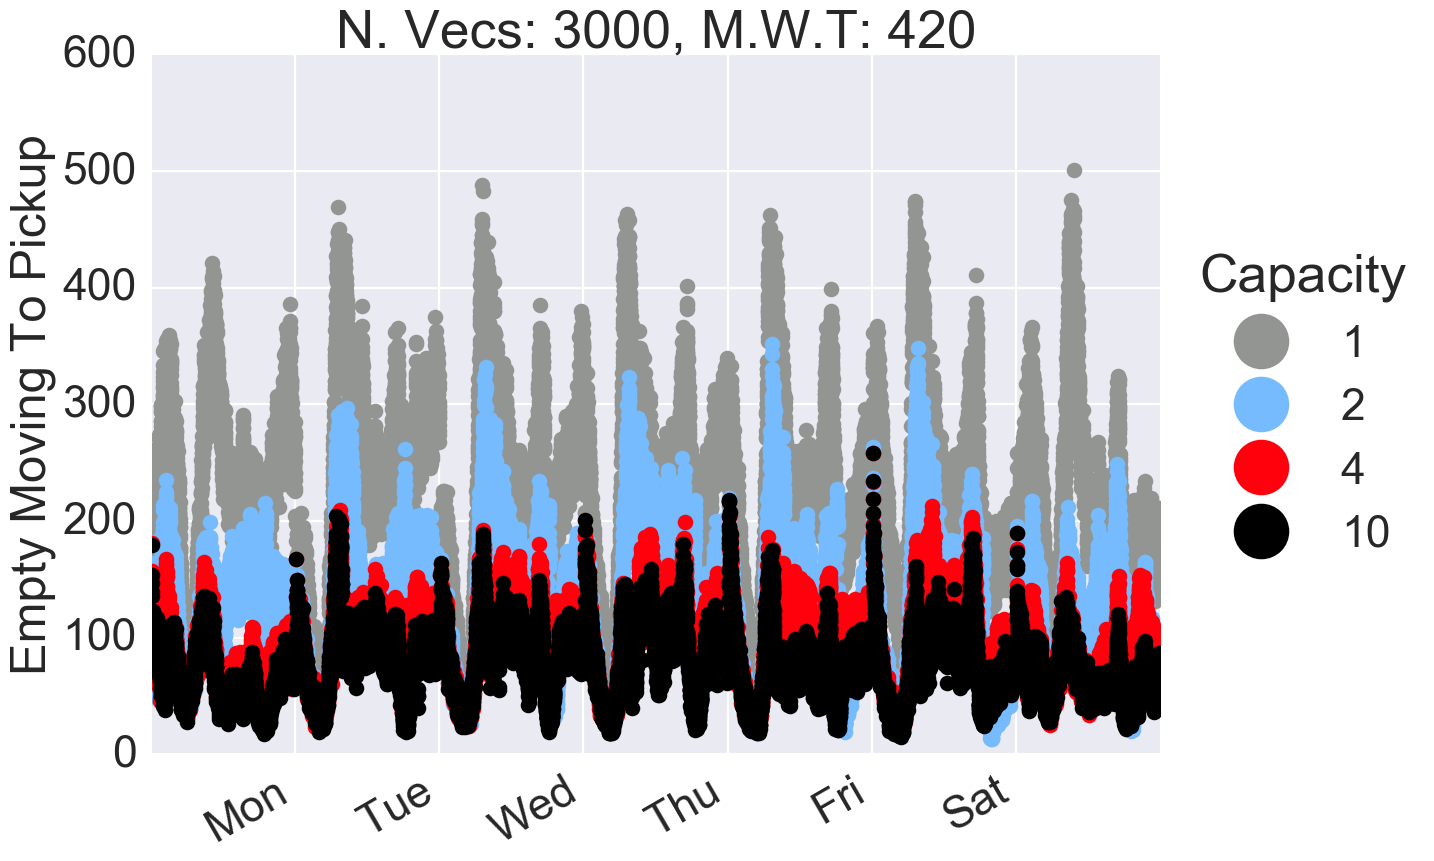 N. Vecs: 3000, M.W.T: 420
Empty Moving To Pickup
600
500
400
300
200
100
0
Mon
Tue
Wed
Thu
Fri
Sat
Capacity
1
2
4
10